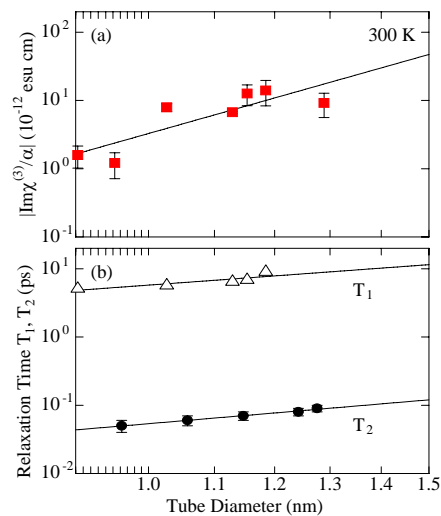 (a)
300 K
10²
10¹
10⁰
10⁻¹
|Imχ⁽³⁾/α| (10⁻¹² esu cm)
(b)
10¹
10⁰
10⁻¹
10⁻²
Relaxation Time T₁, T₂ (ps)
T₁
T₂
1.0 1.1 1.2 1.3 1.4 1.5
Tube Diameter (nm)